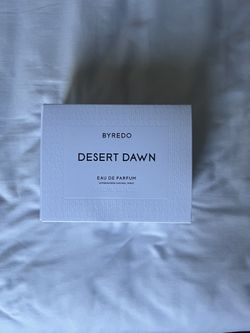 BYREDO
DESERT DAWN
EAU DE PARFUM